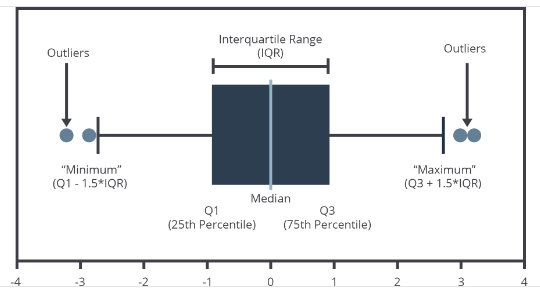 Interquartile Range
(IQR)
Outliers
Outliers
“Minimum”
(Q1 - 1.5*IQR)
“Maximum”
(Q3 + 1.5*IQR)
Median
Q1
(25th Percentile)
Q3
(75th Percentile)
-4 -3 -2 -1 0 1 2 3 4